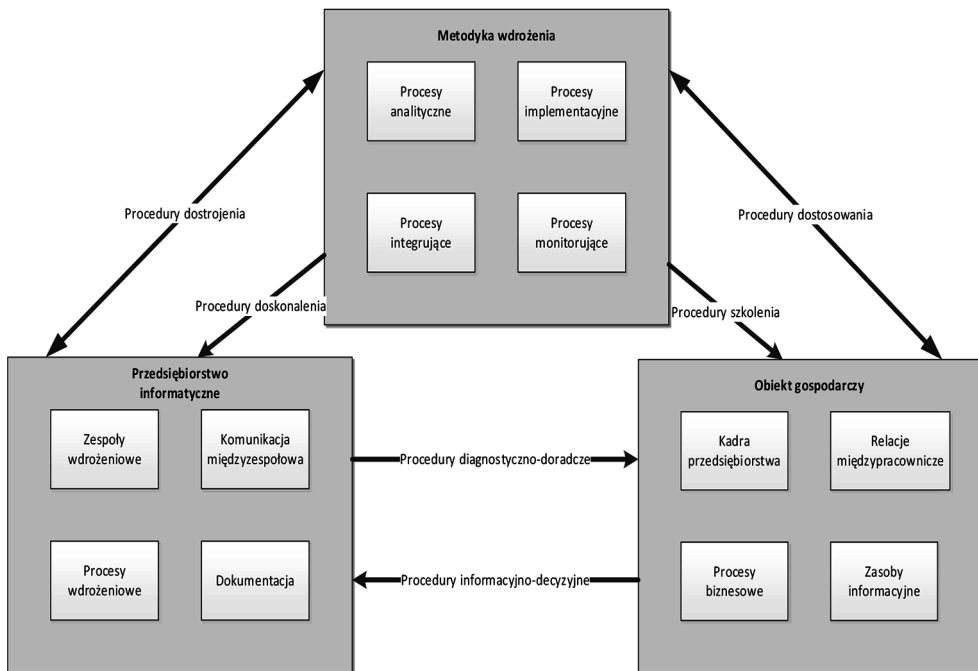 Metodyka wdrożenia
Procesy
analityczne
Procesy
implementacyjne
Procesy
integrujące
Procesy
monitorujące
Procedury dostrojenia
Procedury dostosowania
Procedury doskonalenia
Procedury szkolenia
Przedsiębiorstwo
informatyczne
Zespoły
wdrożeniowe
Komunikacja
międzyzespołowa
Procesy
wdrożeniowe
Dokumentacja
Procedury diagnostyczno-doradcze
Procedury informacyjno-decyzyjne
Obiekt gospodarczy
Kadra
przedsiębiorstwa
Relacje
międzypracownicze
Procesy
biznesowe
Zasoby
informacyjne